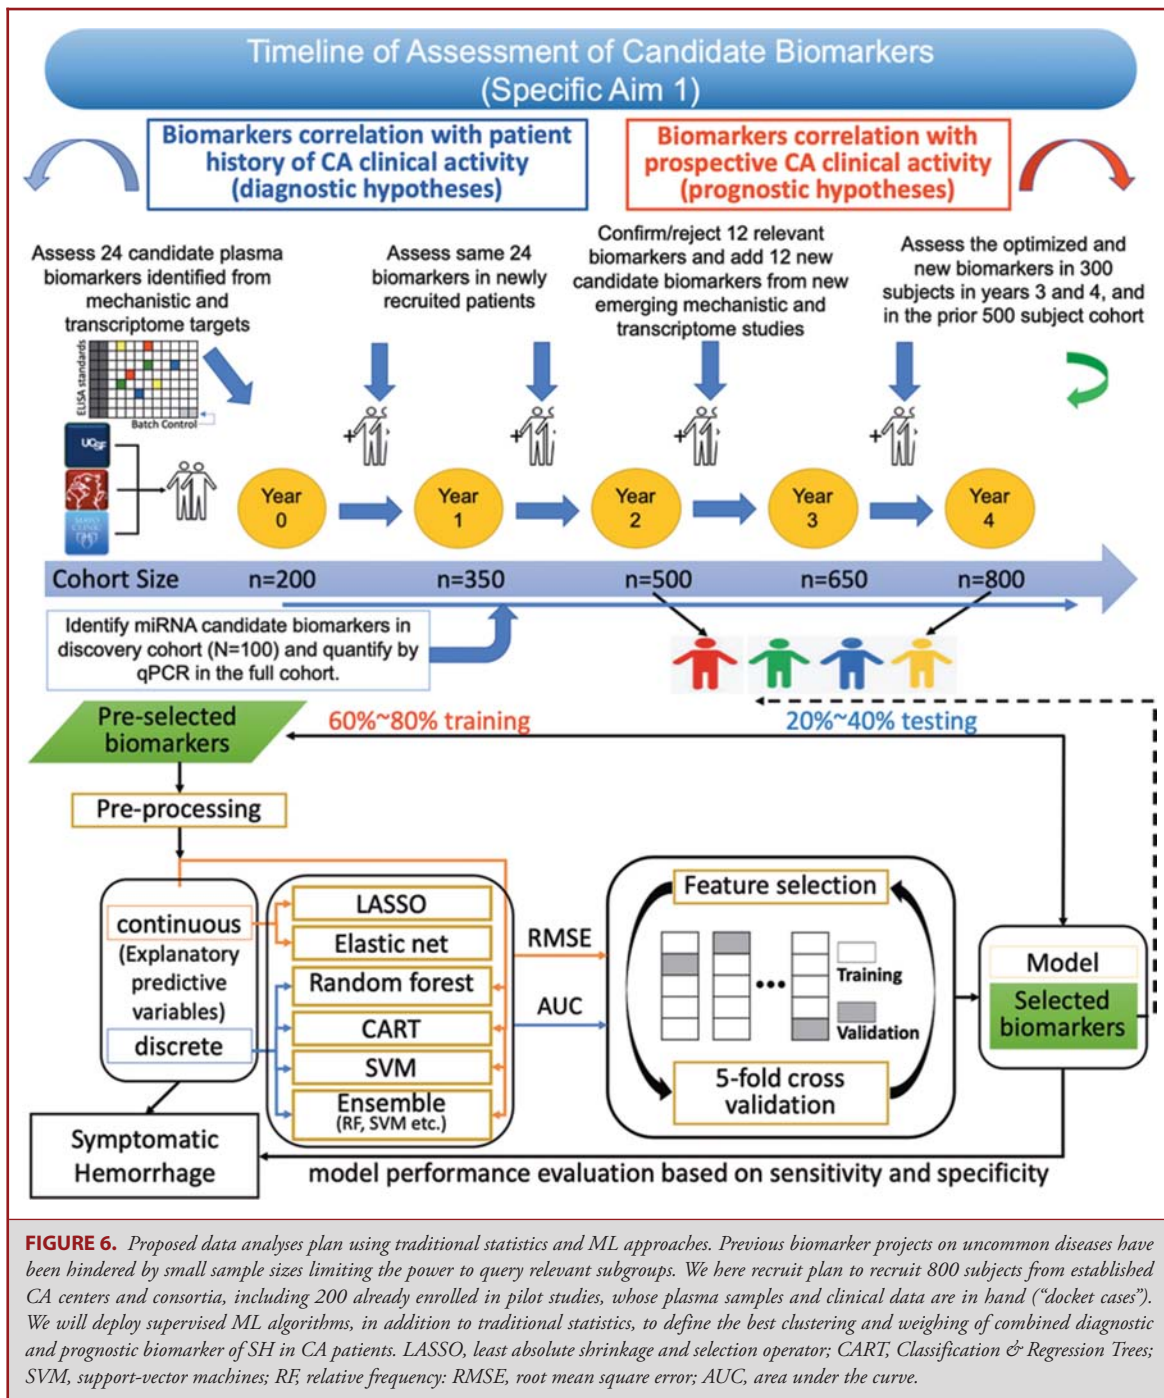 Timeline of Assessment of Candidate Biomarkers
(Specific Aim 1)
Biomarkers correlation with patient
history of CA clinical activity
(diagnostic hypotheses)
Biomarkers correlation with
prospective CA clinical activity
(prognostic hypotheses)
Assess 24 candidate plasma
biomarkers identified from
mechanistic and
transcriptome targets
Assess same 24
biomarkers in newly
recruited patients
Confirm/reject 12 relevant
biomarkers and add 12 new
candidate biomarkers from new
emerging mechanistic and
transcriptome studies
Assess the optimized and
new biomarkers in 300
subjects in years 3 and 4, and
in the prior 500 subject cohort
ELISA standards
Batch Control
UCSF
MAYO
CLINIC
+
+
+
+
Year
0
Year
1
Year
2
Year
3
Year
4
Cohort Size
n=200
n=350
n=500
n=650
n=800
Identify miRNA candidate biomarkers in
discovery cohort (N=100) and quantify by
qPCR in the full cohort.
Pre-selected
biomarkers
60%~80% training
20%~40% testing
Pre-processing
continuous
(Explanatory
predictive
variables)
discrete
LASSO
Elastic net
Random forest
CART
SVM
Ensemble
(RF, SVM etc.)
RMSE
AUC
Feature selection
Training
Validation
5-fold cross
validation
Model
Selected
biomarkers
Symptomatic
Hemorrhage
model performance evaluation based on sensitivity and specificity
FIGURE 6. Proposed data analyses plan using traditional statistics and ML approaches. Previous biomarker projects on uncommon diseases have
been hindered by small sample sizes limiting the power to query relevant subgroups. We here recruit plan to recruit 800 subjects from established
CA centers and consortia, including 200 already enrolled in pilot studies, whose plasma samples and clinical data are in hand (“docket cases”).
We will deploy supervised ML algorithms, in addition to traditional statistics, to define the best clustering and weighing of combined diagnostic
and prognostic biomarker of SH in CA patients. LASSO, least absolute shrinkage and selection operator; CART, Classification & Regression Trees;
SVM, support-vector machines; RF, relative frequency: RMSE, root mean square error; AUC, area under the curve.